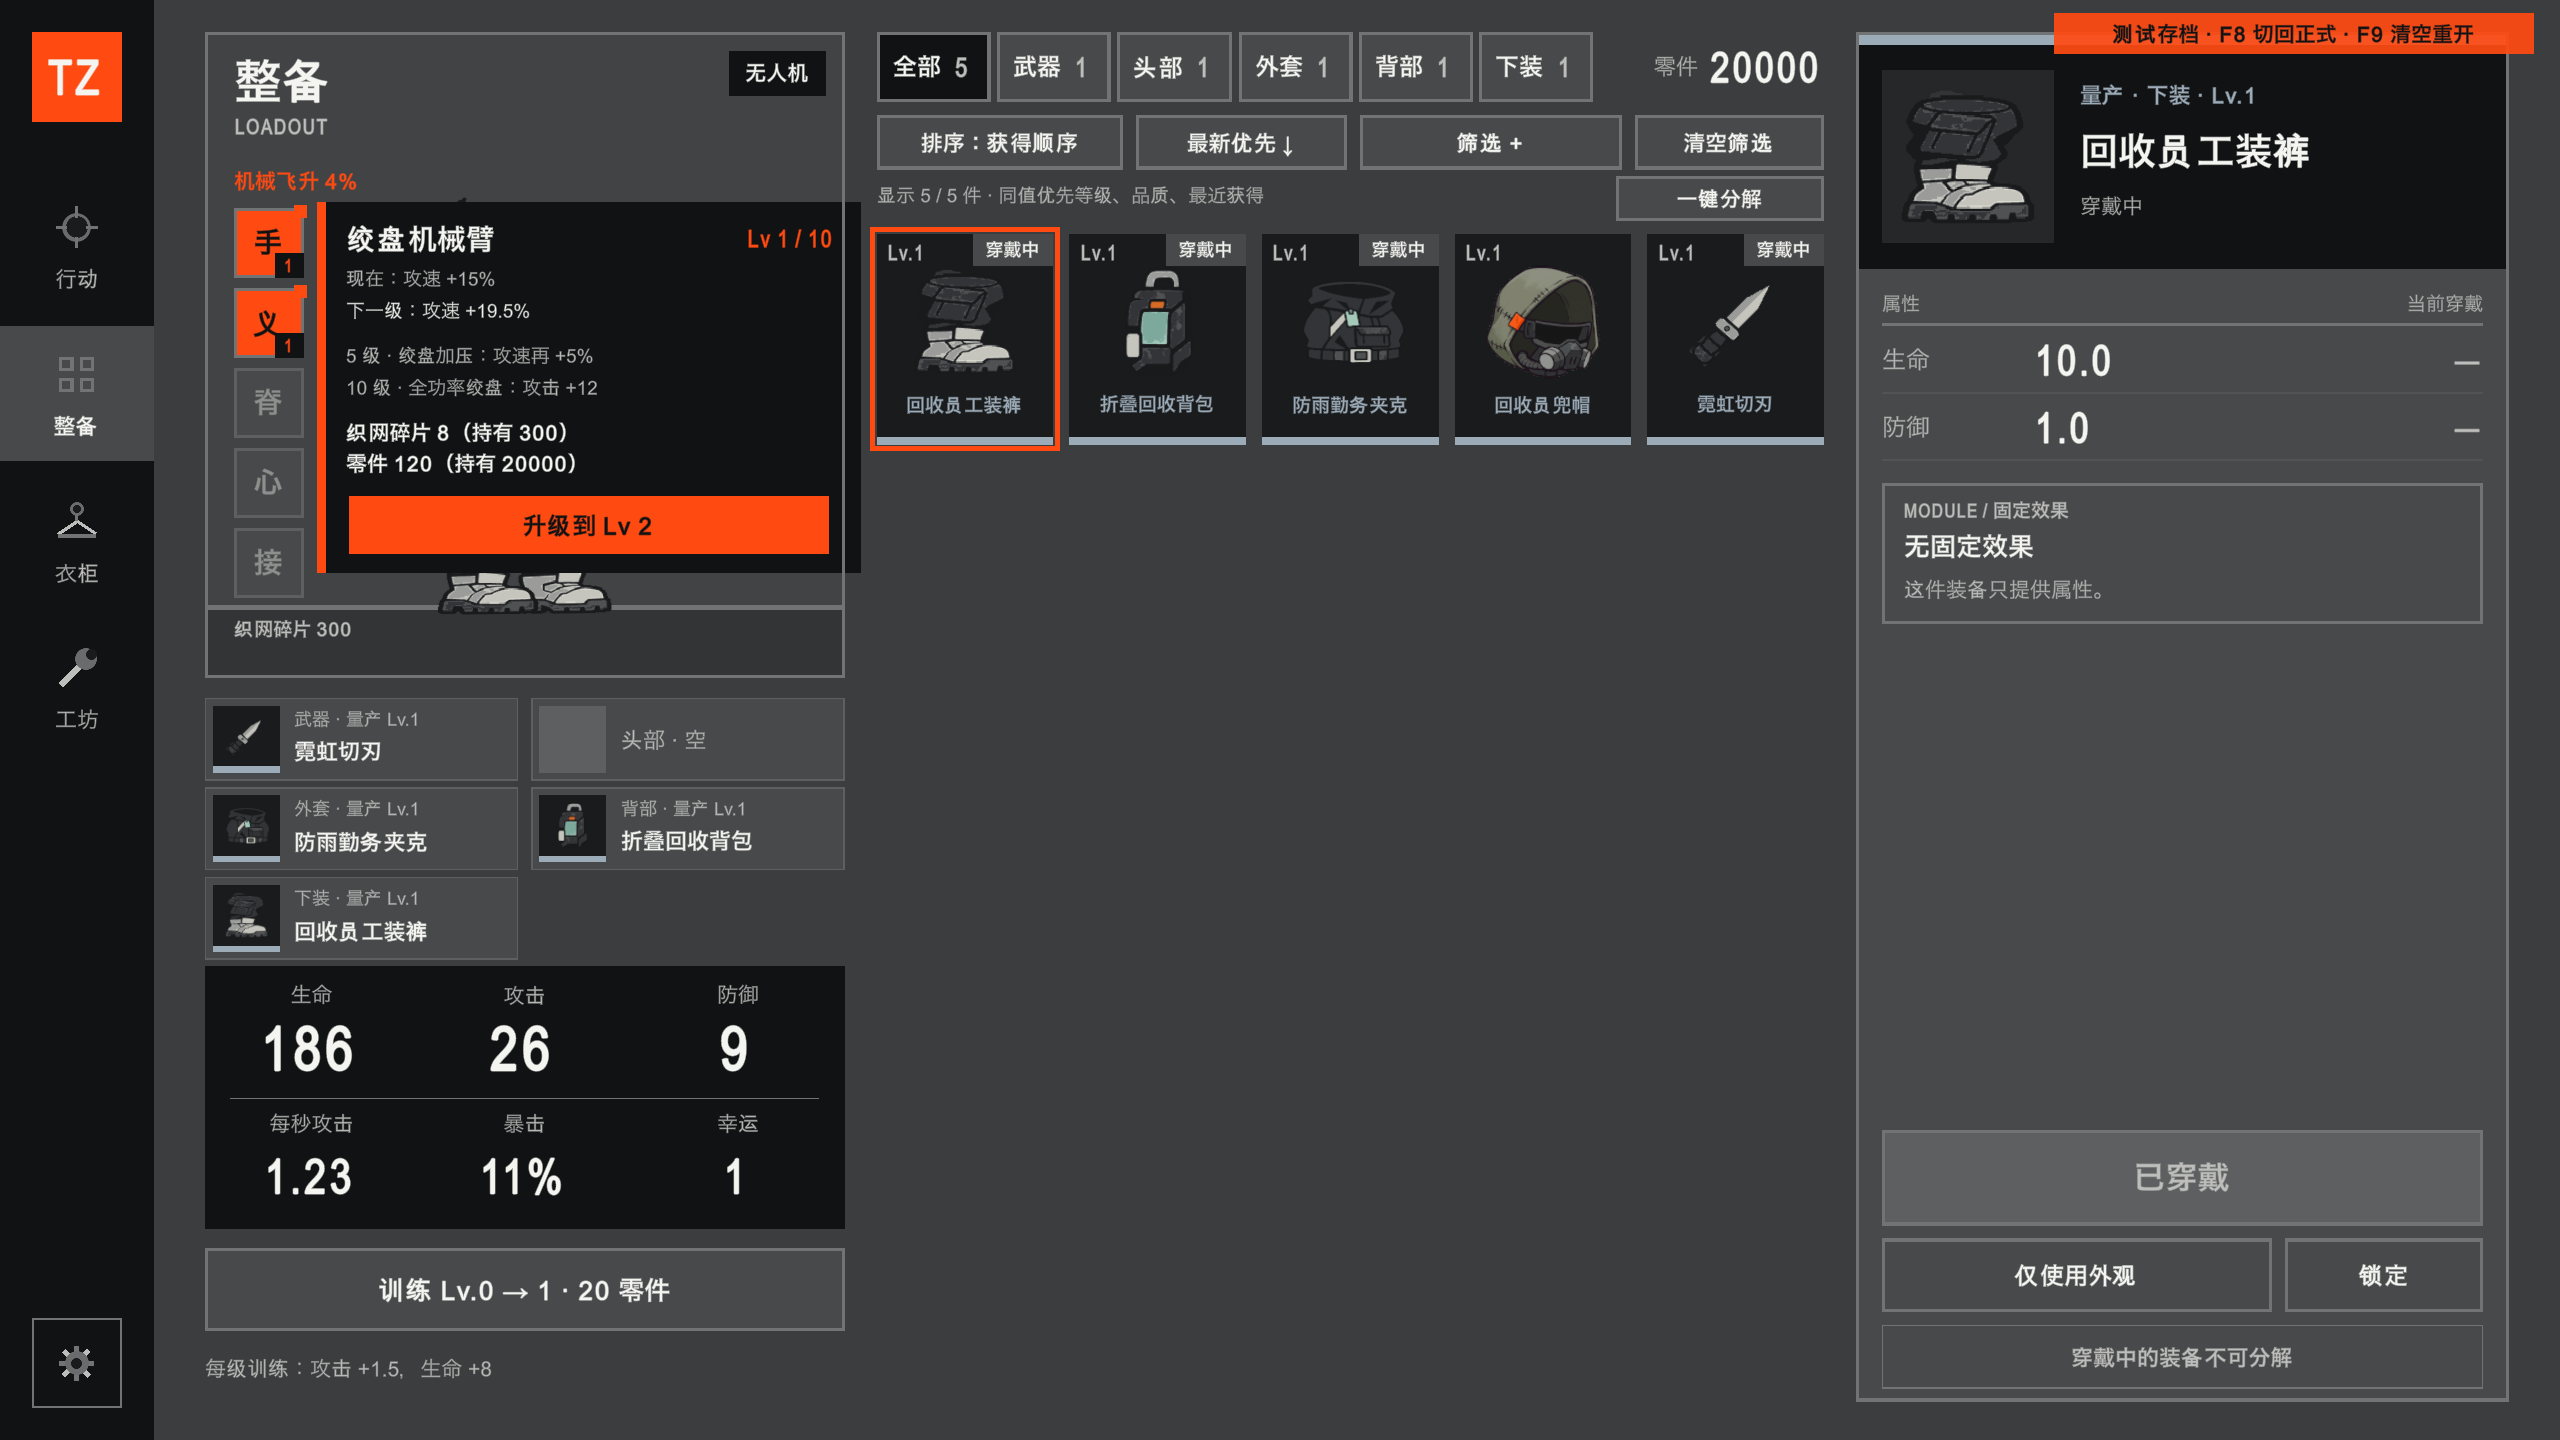 TZ
行动
整备
衣柜
工坊
整备
LOADOUT
无人机
机械飞升 4%
手
1
义
1
脊
心
接
绞盘机械臂
Lv 1 / 10
现在：攻速 +15%
下一级：攻速 +19.5%
5 级 · 绞盘加压：攻速再 +5%
10 级 · 全功率绞盘：攻击 +12
织网碎片 8（持有 300）
零件 120（持有 20000）
升级到 Lv 2
织网碎片 300
武器 · 量产 Lv.1
霓虹切刃
头部 · 空
外套 · 量产 Lv.1
防雨勤务夹克
背部 · 量产 Lv.1
折叠回收背包
下装 · 量产 Lv.1
回收员工装裤
生命 攻击 防御
186 26 9
每秒攻击 暴击 幸运
1.23 11% 1
训练 Lv.0 → 1 · 20 零件
每级训练：攻击 +1.5, 生命 +8
全部 5
武器 1
头部 1
外套 1
背部 1
下装 1
零件 20000
排序：获得顺序
最新优先 ↓
筛选 +
清空筛选
显示 5 / 5 件 · 同值优先等级、品质、最近获得
一键分解
Lv.1 穿戴中
回收员工装裤
Lv.1 穿戴中
折叠回收背包
Lv.1 穿戴中
防雨勤务夹克
Lv.1
回收员兜帽
Lv.1 穿戴中
霓虹切刃
测试存档 · F8 切回正式 · F9 清空重开
量产 · 下装 · Lv.1
回收员工装裤
穿戴中
属性 当前穿戴
生命 10.0 —
防御 1.0 —
MODULE / 固定效果
无固定效果
这件装备只提供属性。
已穿戴
仅使用外观
锁定
穿戴中的装备不可分解